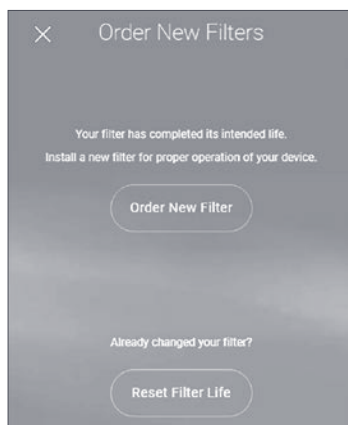 Order New Filters
Your filter has completed its intended life.
Install a new filter for proper operation of your device.
Order New Filter
Already changed your filter?
Reset Filter Life